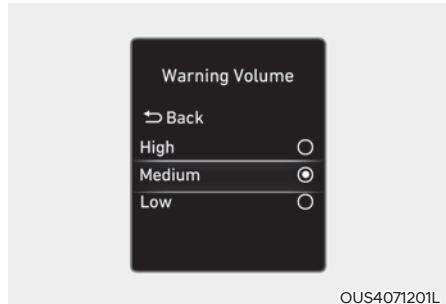 Warning Volume
Back
High
Medium
Low
OUS4071201L